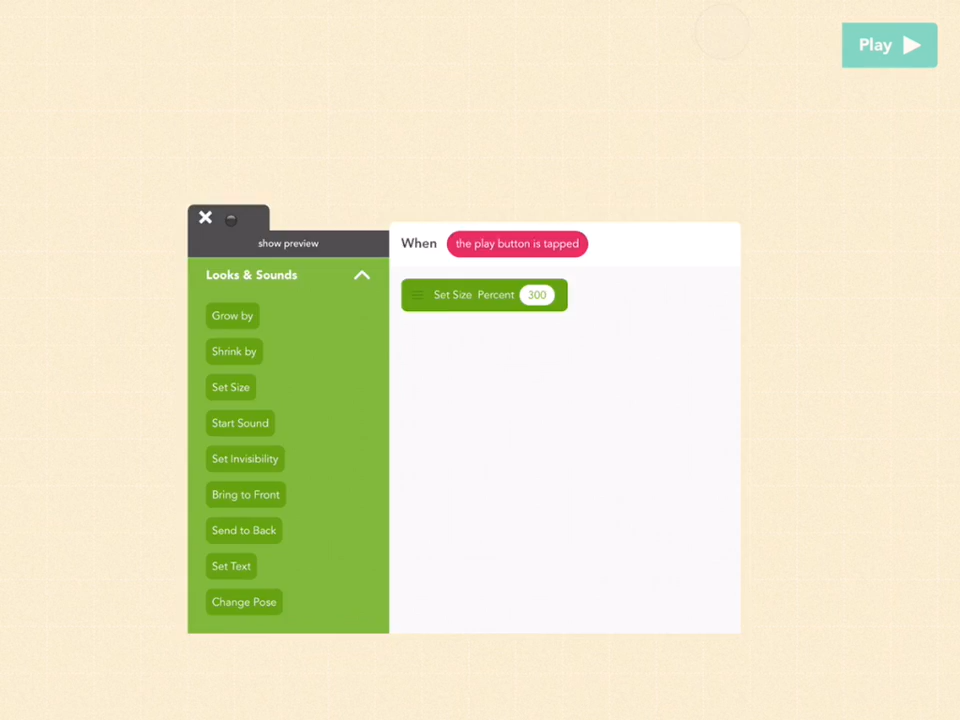 Play
show preview
When the play button is tapped
Looks & Sounds
Set Size Percent 300
Grow by
Shrink by
Set Size
Start Sound
Set Invisibility
Bring to Front
Send to Back
Set Text
Change Pose